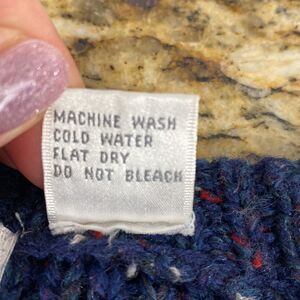 MACHINE WASH
COLD WATER
FLAT DRY
DO NOT BLEACH